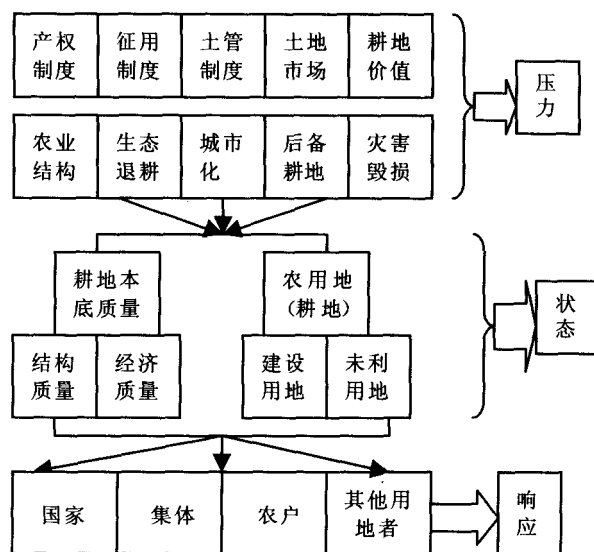 产权 征用 土管 土地 耕地
制度 制度 制度 市场 价值
压
力
农业 生态 城市 后备 灾害
结构 退耕 化 耕地 毁损
耕地本 农用地
底质量 (耕地)
状
态
结构 经济 建设 未利
质量 质量 用地 用地
国家 集体 农户 其他用
地者
响
应